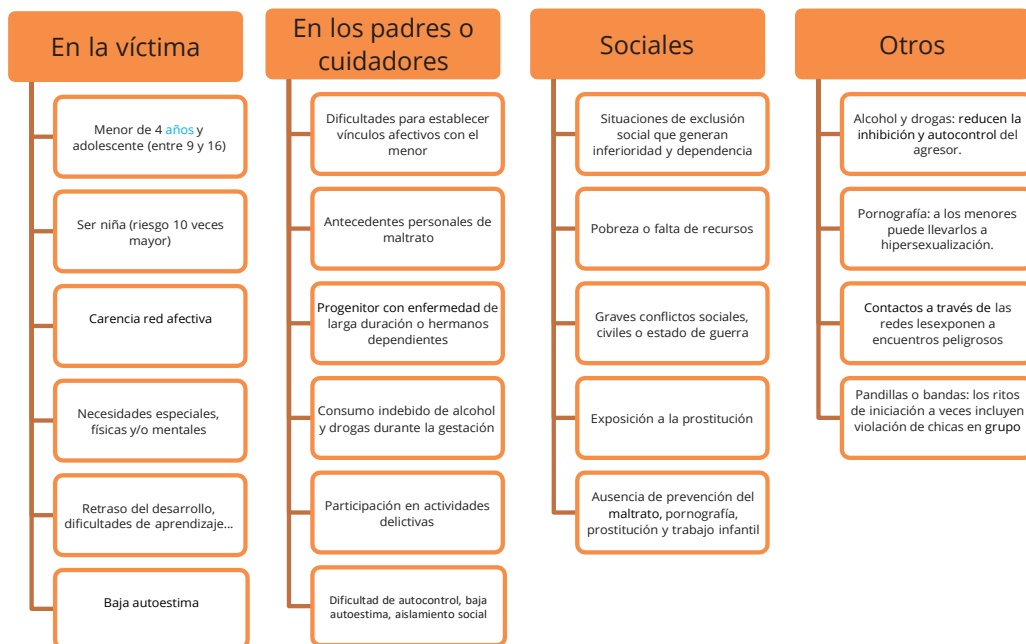 En la víctima
Menor de 4 años y
adolescente (entre 9 y 16)
Ser niña (riesgo 10 veces
mayor)
Carencia red afectiva
Necesidades especiales,
físicas y/o mentales
Retraso del desarrollo,
dificultades de aprendizaje...
Baja autoestima
En los padres o
cuidadores
Dificultades para establecer
vínculos afectivos con el
menor
Antecedentes personales de
maltrato
Progenitor con enfermedad de
larga duración o hermanos
dependientes
Consumo indebido de alcohol
y drogas durante la gestación
Participación en actividades
delictivas
Dificultad de autocontrol, baja
autoestima, aislamiento social
Sociales
Situaciones de exclusión
social que generan
inferioridad y dependencia
Pobreza o falta de recursos
Graves conflictos sociales,
civiles o estado de guerra
Exposición a la prostitución
Ausencia de prevención del
maltrato, pornografía,
prostitución y trabajo infantil
Otros
Alcohol y drogas: reducen la
inhibición y autocontrol del
agresor.
Pornografía: a los menores
puede llevarlos a
hipersexualización.
Contactos a través de las
redes lesexponen a
encuentros peligrosos
Pandillas o bandas: los ritos
de iniciación a veces incluyen
violación de chicas en grupo